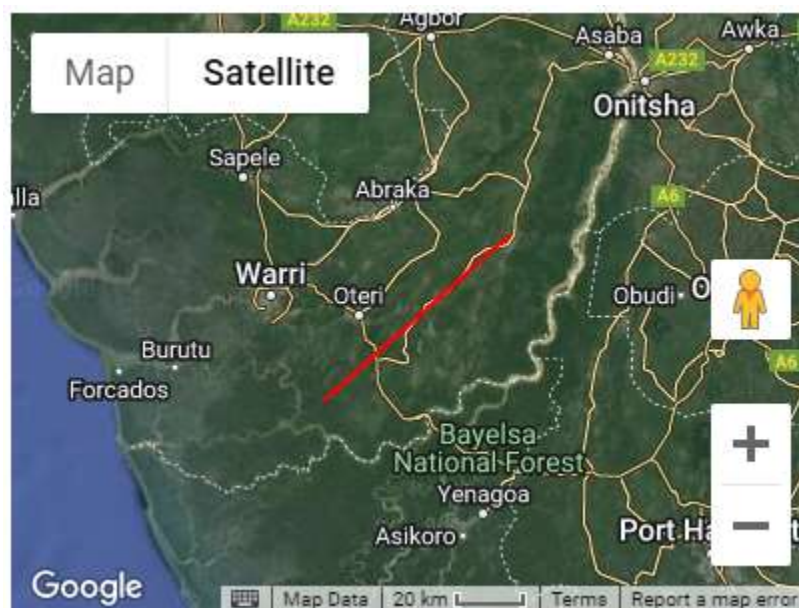 Agbor
A232
Awka
Asaba
A232
Map
Satellite
Onitsha
Sapele
Abraka
A6
lla
Warri
Oteri
Obudi
O
Burutu
Forcados
A6
Bayelsa
National Forest
Yenagoa
Asikoro
Port Ha
t
Google
Map Data
20 km
Terms
Report a map error